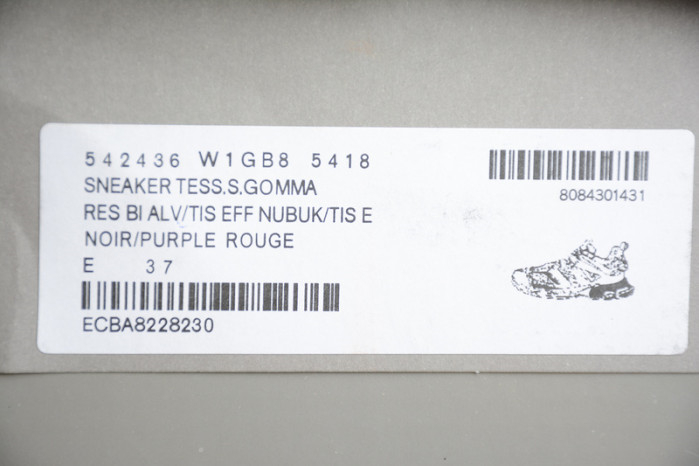 542436 W1GB8 5418
SNEAKER TESS.S.GOMMA
RES BI ALV/TIS EFF NUBUK/TIS E
NOIR/PURPLE ROUGE
E 37
ECBA8228230
8084301431